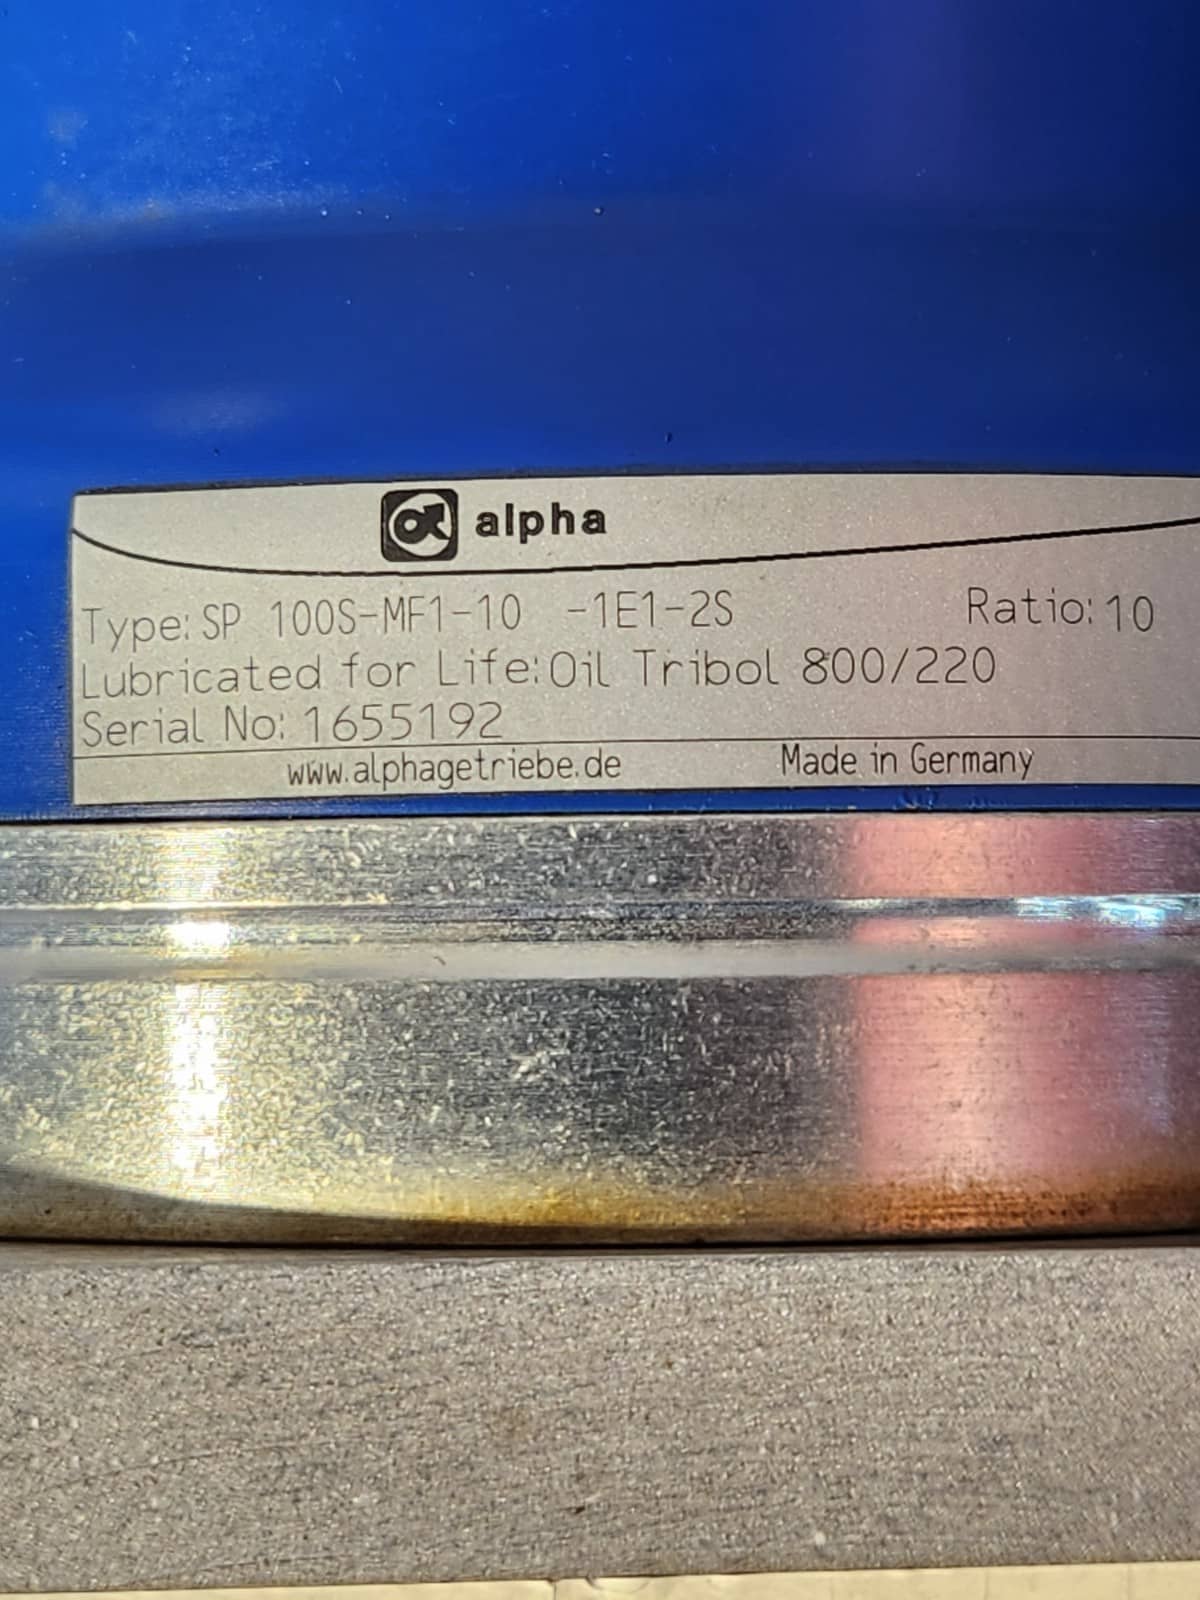 alpha
Type: SP 100S-MF1-10 -1E1-2S Ratio: 10
Lubricated for Life: Oil Tribol 800/220
Serial No: 1655192
www.alphagetriebe.de Made in Germany